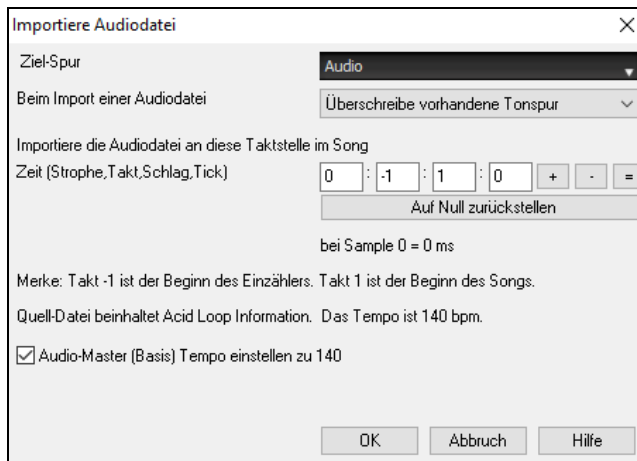 Importiere Audiodatei
Ziel-Spur
Audio
Beim Import einer Audiodatei
Überschreibe vorhandene Tonspur
Importiere die Audiodatei an diese Taktstelle im Song
Zeit (Strophe,Takt,Schlag,Tick)
0 : -1 : 1 : 0 + - =
Auf Null zurückstellen
bei Sample 0 = 0 ms
Merke: Takt -1 ist der Beginn des Einzählers. Takt 1 ist der Beginn des Songs.
Quell-Datei beinhaltet Acid Loop Information. Das Tempo ist 140 bpm.
Audio-Master (Basis) Tempo einstellen zu 140
OK Abbruch Hilfe